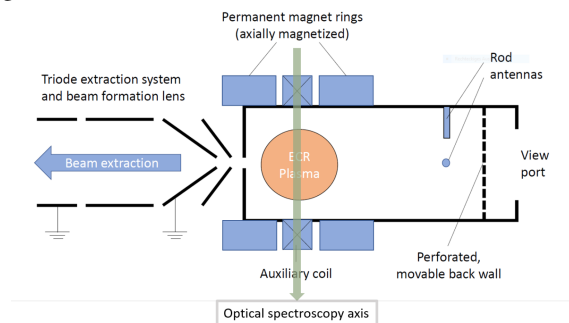 Permanent magnet rings
(axially magnetized)
Rod
antennas
Triode extraction system
and beam formation lens
Beam extraction
ECR
Plasma
View
port
Auxiliary coil
Perforated,
movable back wall
Optical spectroscopy axis